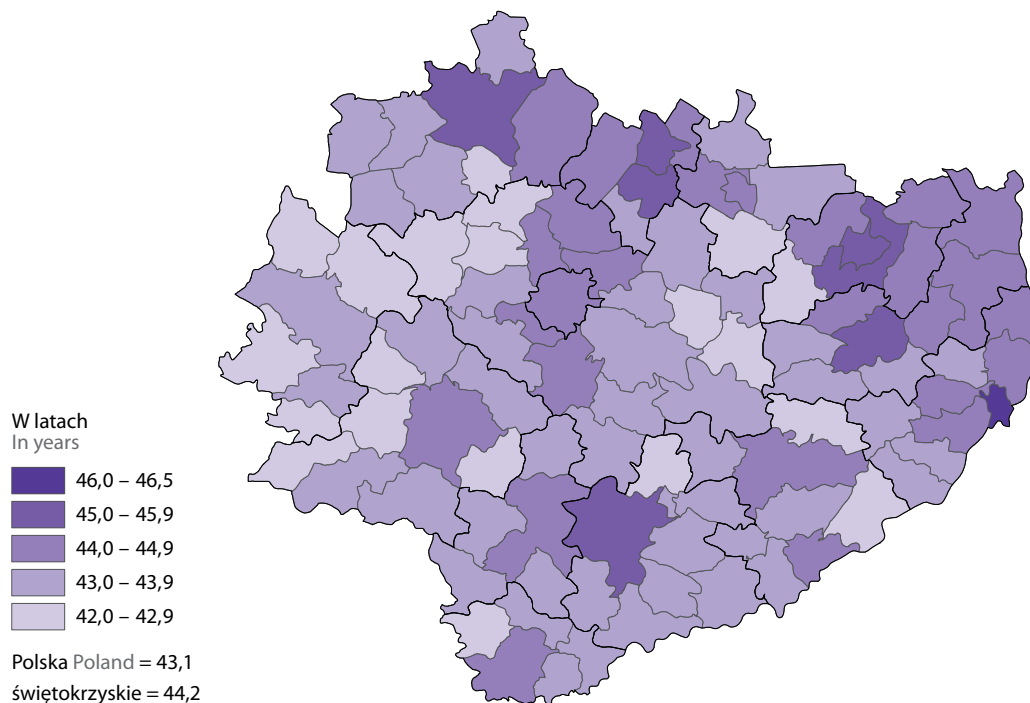 W latach
In years
46,0 – 46,5
45,0 – 45,9
44,0 – 44,9
43,0 – 43,9
42,0 – 42,9
Polska Poland = 43,1
świętokrzyskie = 44,2